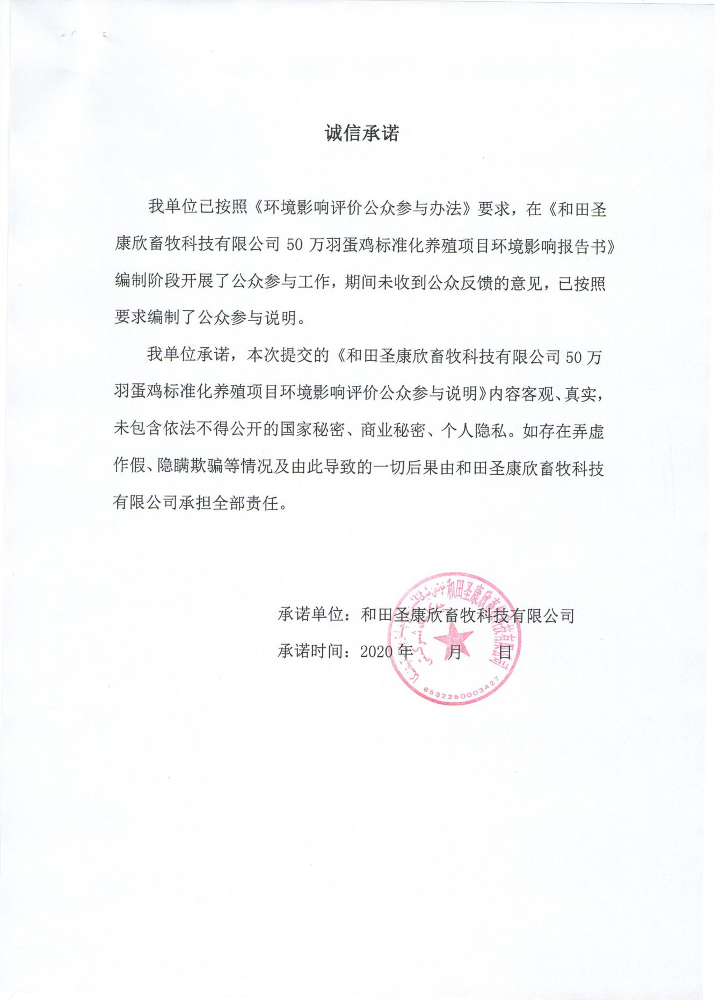 诚信承诺
我单位已按照《环境影响评价公众参与办法》要求，在《和田圣
康欣畜牧科技有限公司 50 万羽蛋鸡标准化养殖项目环境影响报告书》
编制阶段开展了公众参与工作，期间未收到公众反馈的意见，已按照
要求编制了公众参与说明。
我单位承诺，本次提交的《和田圣康欣畜牧科技有限公司 50 万
羽蛋鸡标准化养殖项目环境影响评价公众参与说明》内容客观、真实，
未包含依法不得公开的国家秘密、商业秘密、个人隐私。如存在弄虚
作假、隐瞒欺骗等情况及由此导致的一切后果由和田圣康欣畜牧科技
有限公司承担全部责任。
承诺单位：和田圣康欣畜牧科技有限公司
承诺时间：2020 年 月 日
和田圣康欣畜牧科技有限公司
6532250003427